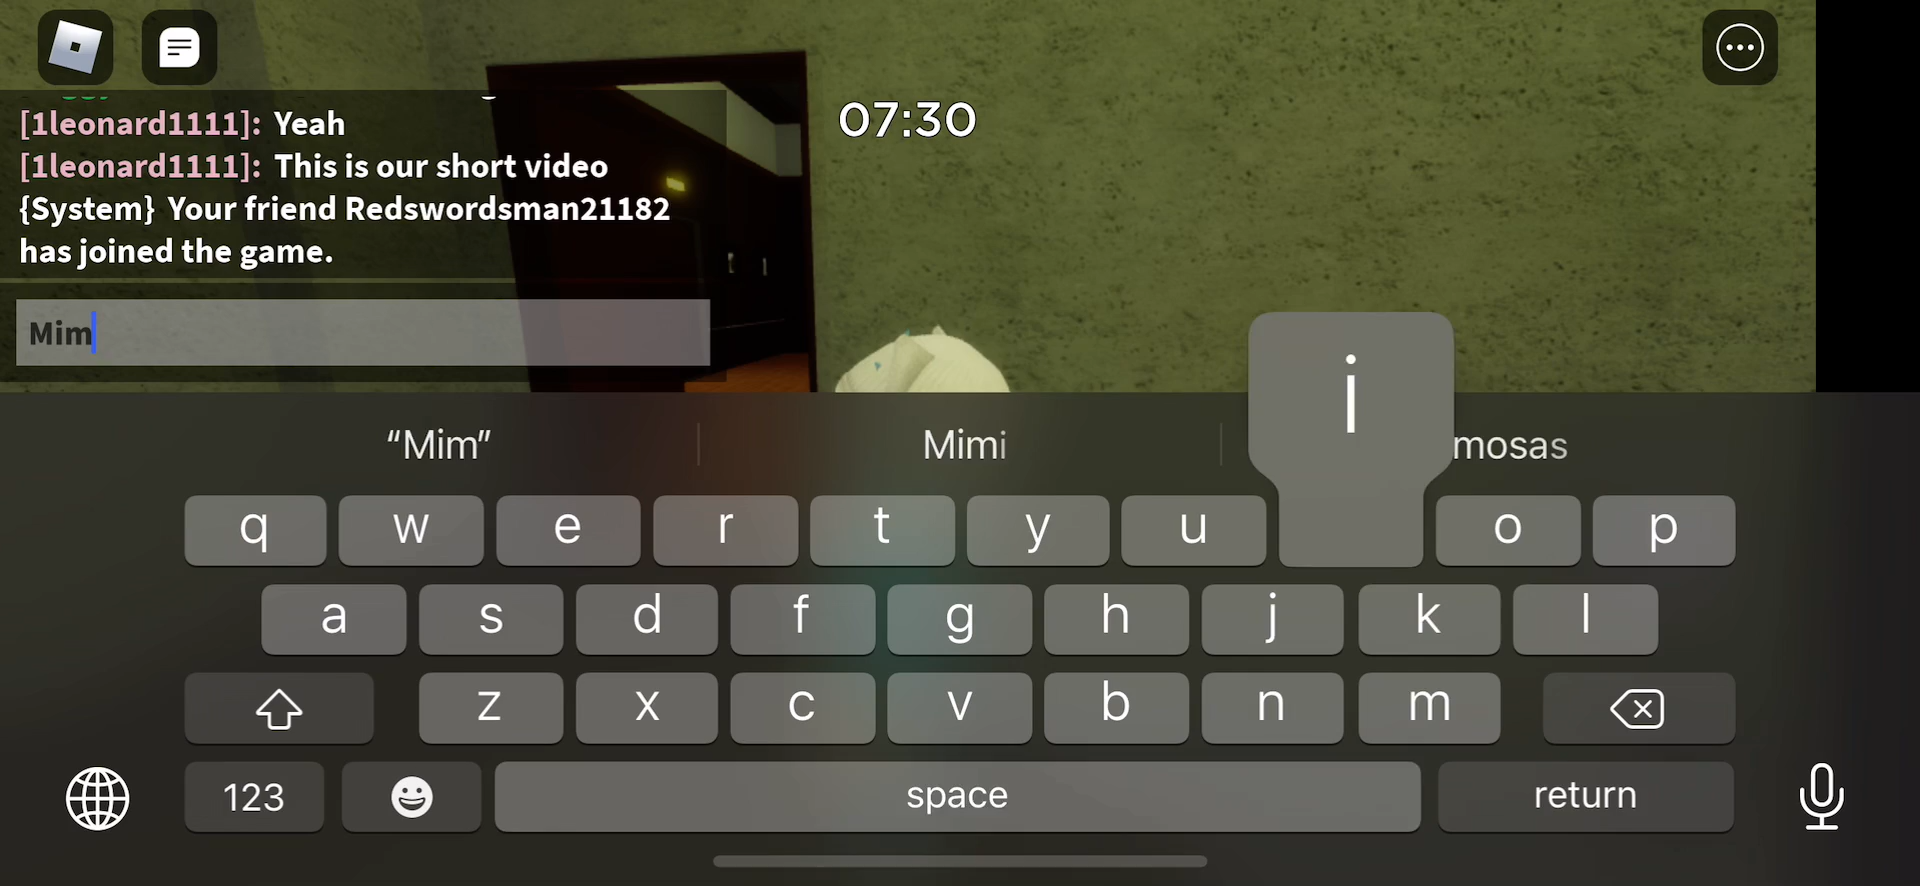 [1leonard1111]: Yeah
07:30
[1leonard1111]: This is our short video
{System} Your friend Redswordsman21182
has joined the game.
Mim
“Mim” Mimi mosas
i
q w e r t y u o p
a s d f g h j k l
z x c v b n m
123 space return